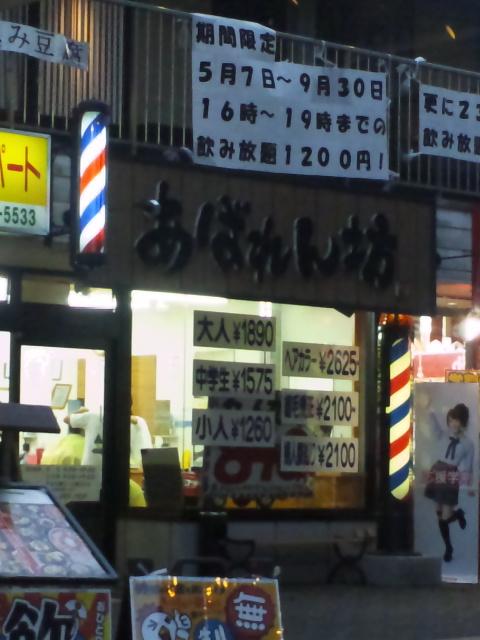 み豆腐
期間限定
5月7日～9月30日
16時～19時までの
飲み放題1200円!
更に23
飲み放
パート
-5533
あばれん坊
大人¥1890
中学生¥1575
小人¥1260
ヘアカラー¥2625
¥2100-
¥2100
飲
無